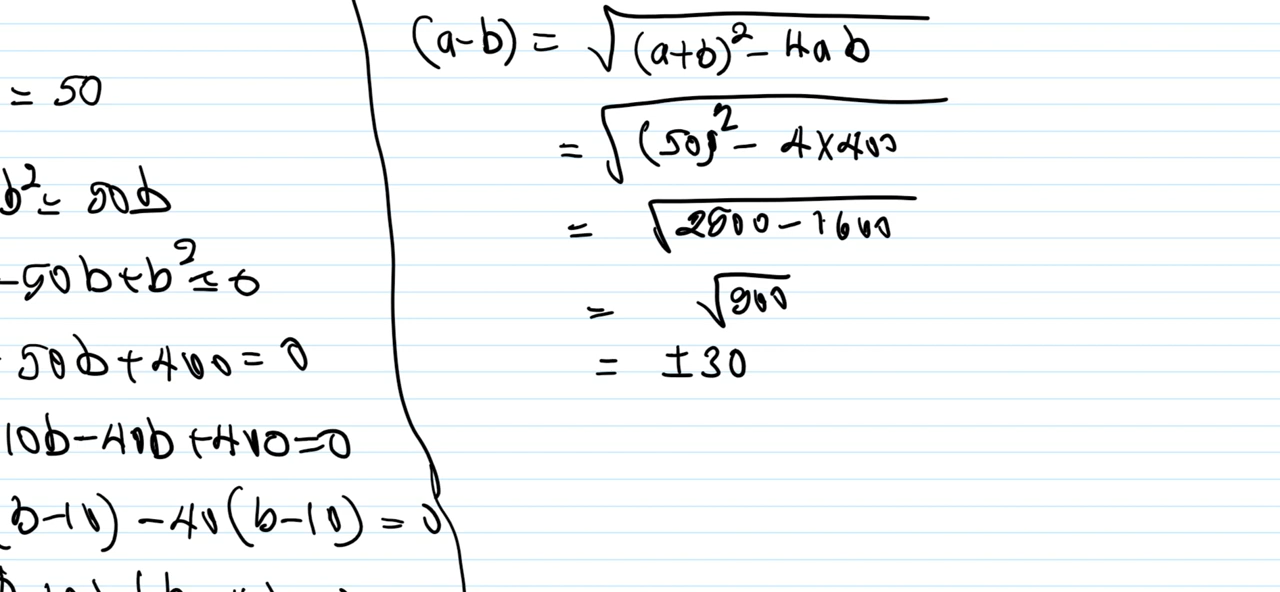 = 50
b² = 50b
-50b+b² = 0
50b+400 = 0
10b-40b+400=0
b-10) -40(b-10) = 0
(a-b) = √((a+b)² - 4ab)
= √((50)² - 4×400)
= √(2500-1600)
= √900
= ±30